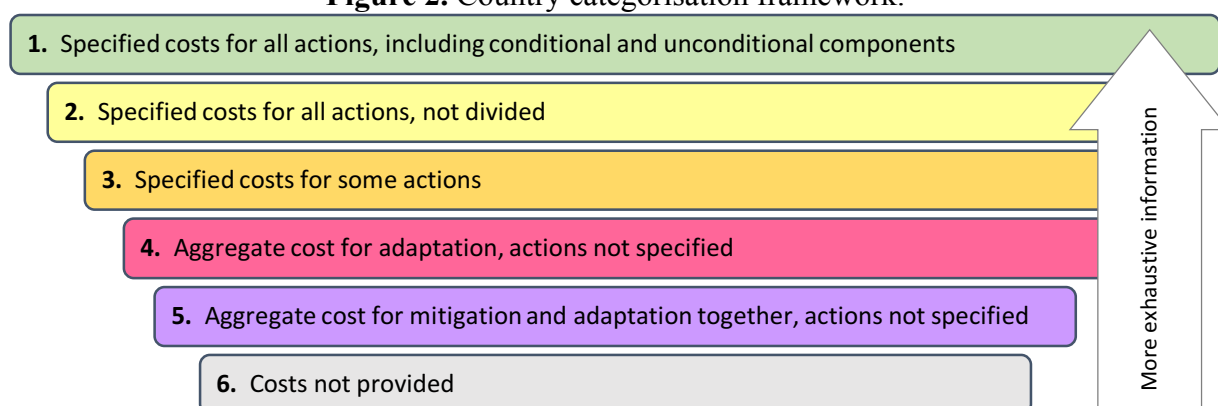 Figure 2. Country categorisation framework.
1. Specified costs for all actions, including conditional and unconditional components
2. Specified costs for all actions, not divided
3. Specified costs for some actions
4. Aggregate cost for adaptation, actions not specified
5. Aggregate cost for mitigation and adaptation together, actions not specified
6. Costs not provided
More exhaustive information